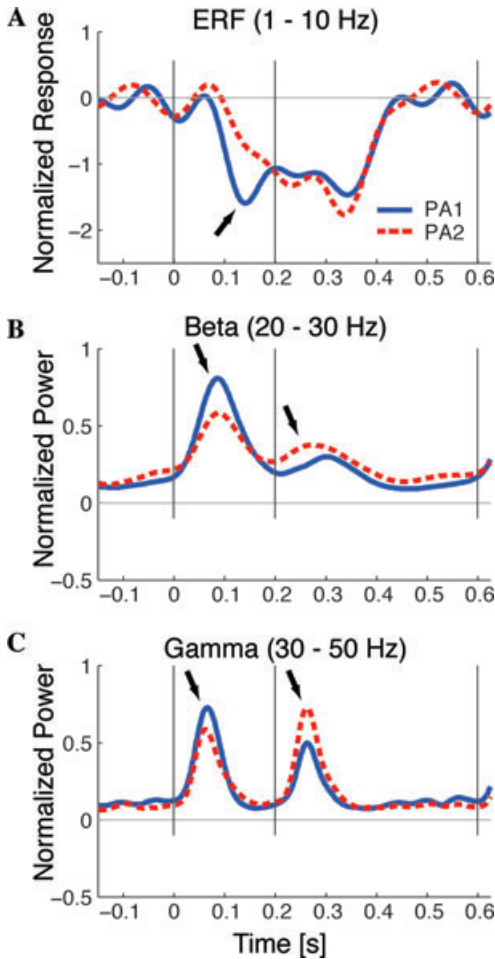 A
ERF (1 - 10 Hz)
Normalized Response
1
0
-1
-2
PA1
PA2
-0.1 0 0.1 0.2 0.3 0.4 0.5 0.6
B
Beta (20 - 30 Hz)
Normalized Power
1
0.5
0
-0.5
-0.1 0 0.1 0.2 0.3 0.4 0.5 0.6
C
Gamma (30 - 50 Hz)
Normalized Power
1
0.5
0
-0.5
-0.1 0 0.1 0.2 0.3 0.4 0.5 0.6
Time [s]